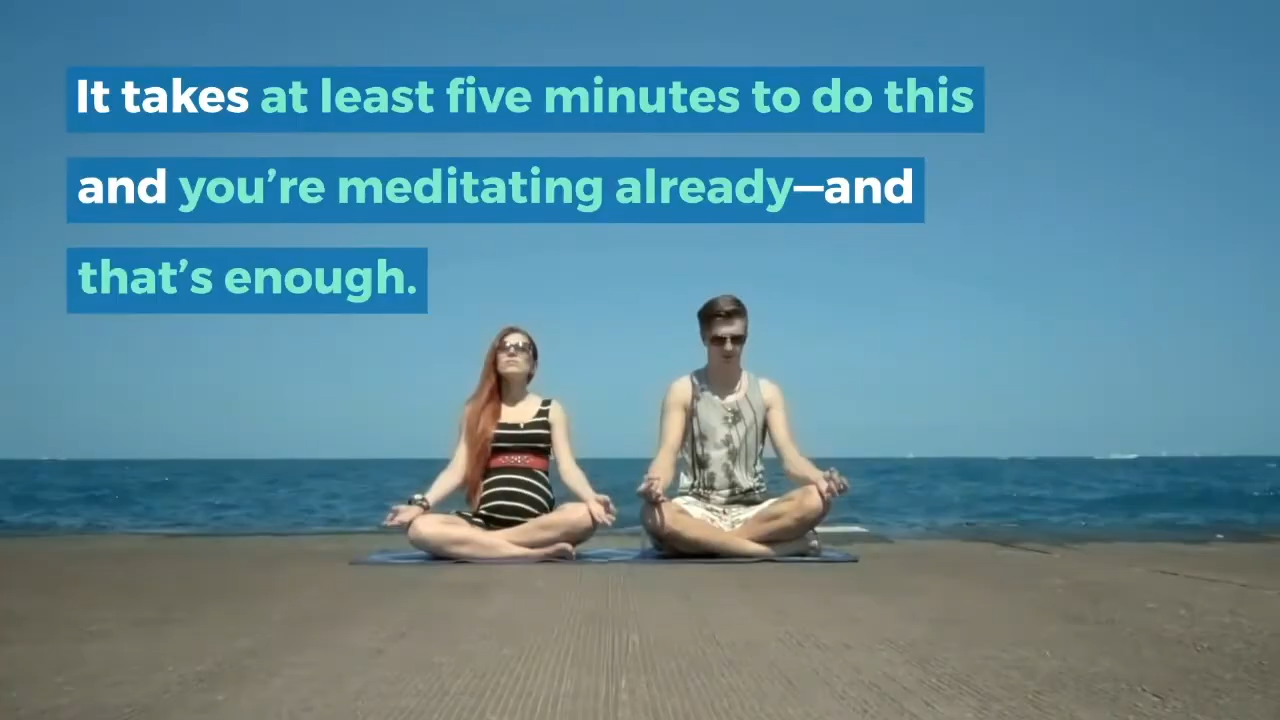 It takes at least five minutes to do this
and you’re meditating already—and
that’s enough.